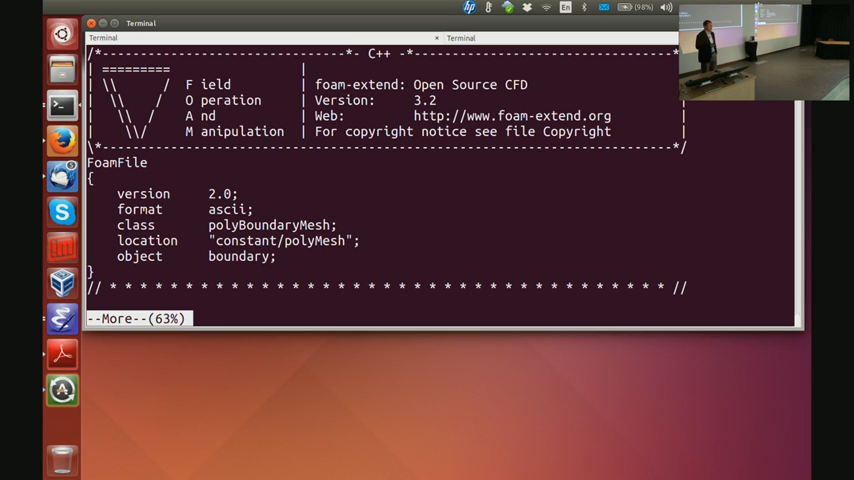 En
(98%)
Terminal
Terminal
×
Terminal
/*---------------------------------*- C++ -*-----------------------------------*\
| =========                 |
| \\      /  F ield         | foam-extend: Open Source CFD
|  \\    /   O peration     | Version:     3.2                                |
|   \\  /    A nd           | Web:         http://www.foam-extend.org         |
|    \\/     M anipulation  | For copyright notice see file Copyright         |
\*---------------------------------------------------------------------------*/
FoamFile
{
    version     2.0;
    format      ascii;
    class       polyBoundaryMesh;
    location    "constant/polyMesh";
    object      boundary;
}
// * * * * * * * * * * * * * * * * * * * * * * * * * * * * * * * * * * * * * //
--More--(63%)